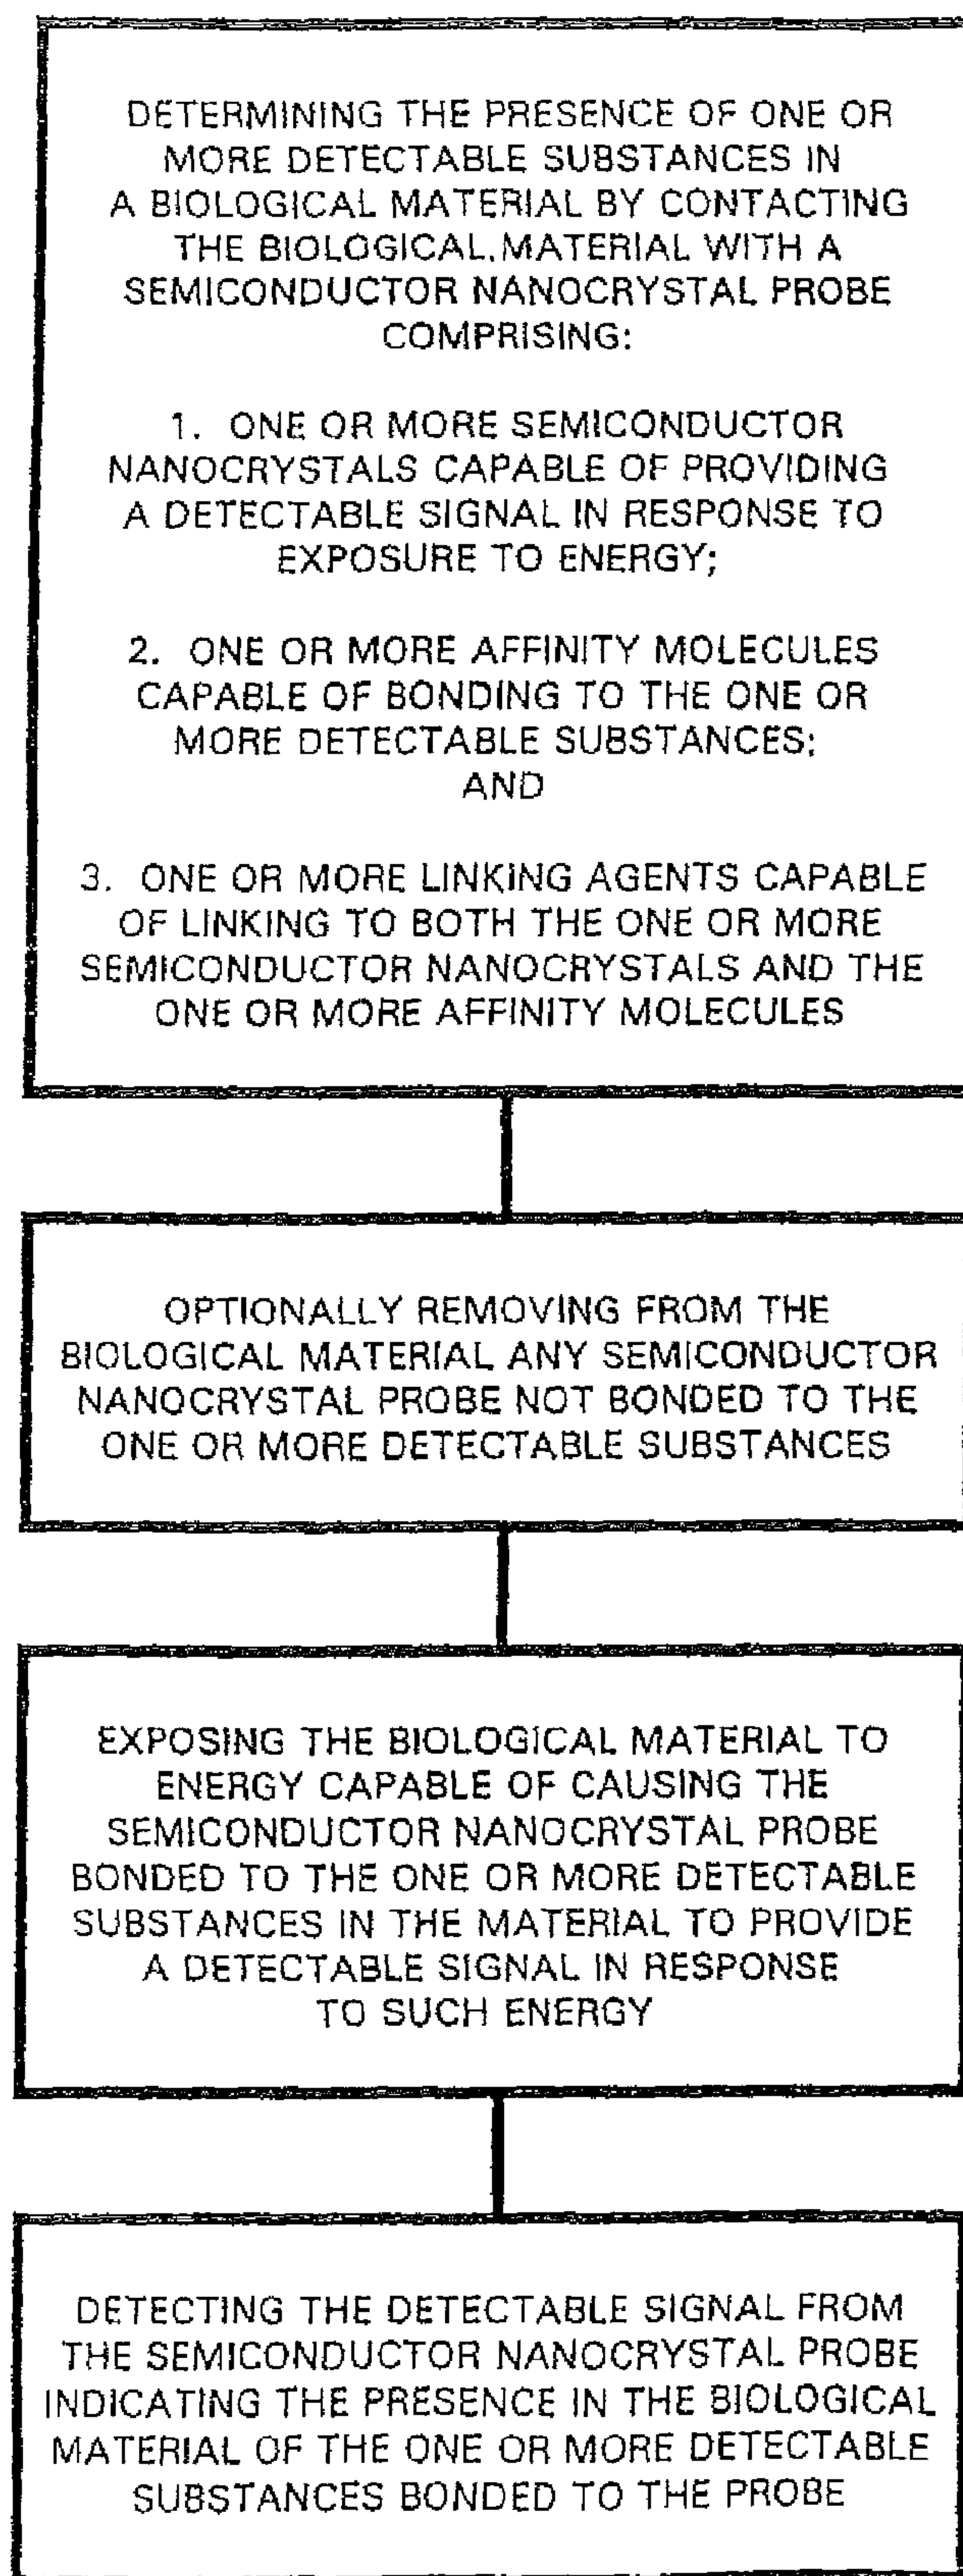 DETERMINING THE PRESENCE OF ONE OR
MORE DETECTABLE SUBSTANCES IN
A BIOLOGICAL MATERIAL BY CONTACTING
THE BIOLOGICAL.MATERIAL WITH A
SEMICONDUCTOR NANOCRYSTAL PROBE
COMPRISING:
1. ONE OR MORE SEMICONDUCTOR
NANOCRYSTALS CAPABLE OF PROVIDING
A DETECTABLE SIGNAL IN RESPONSE TO
EXPOSURE TO ENERGY;
2. ONE OR MORE AFFINITY MOLECULES
CAPABLE OF BONDING TO THE ONE OR
MORE DETECTABLE SUBSTANCES;
AND
3. ONE OR MORE LINKING AGENTS CAPABLE
OF LINKING TO BOTH THE ONE OR MORE
SEMICONDUCTOR NANOCRYSTALS AND THE
ONE OR MORE AFFINITY MOLECULES
OPTIONALLY REMOVING FROM THE
BIOLOGICAL MATERIAL ANY SEMICONDUCTOR
NANOCRYSTAL PROBE NOT BONDED TO THE
ONE OR MORE DETECTABLE SUBSTANCES
EXPOSING THE BIOLOGICAL MATERIAL TO
ENERGY CAPABLE OF CAUSING THE
SEMICONDUCTOR NANOCRYSTAL PROBE
BONDED TO THE ONE OR MORE DETECTABLE
SUBSTANCES IN THE MATERIAL TO PROVIDE
A DETECTABLE SIGNAL IN RESPONSE
TO SUCH ENERGY
DETECTING THE DETECTABLE SIGNAL FROM
THE SEMICONDUCTOR NANOCRYSTAL PROBE
INDICATING THE PRESENCE IN THE BIOLOGICAL
MATERIAL OF THE ONE OR MORE DETECTABLE
SUBSTANCES BONDED TO THE PROBE